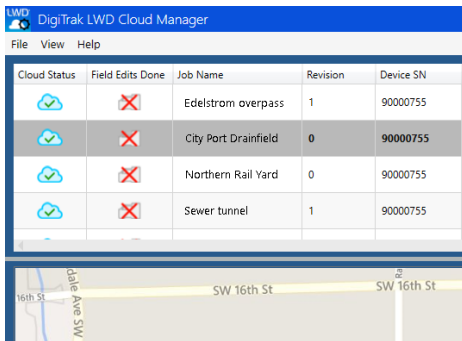 LWD DigiTrak LWD Cloud Manager
File View Help
Cloud Status Field Edits Done Job Name Revision Device SN
Edelstrom overpass 1 90000755
City Port Drainfield 0 90000755
Northern Rail Yard 0 90000755
Sewer tunnel 1 90000755
16th St
dale Ave SW
SW 16th St
Ra
SW 16th St